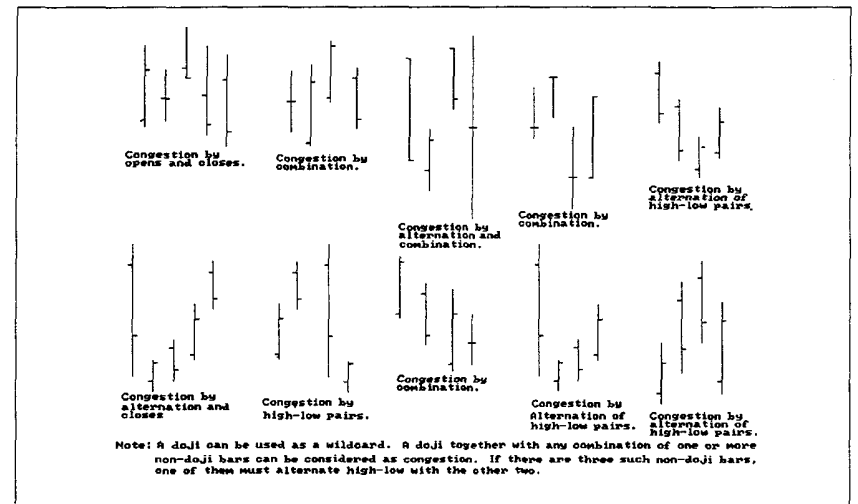 Congestion by
opens and closes.
Congestion by
combination.
Congestion by
alternation and
combination.
Congestion by
combination.
Congestion by
alternation of
high-low pairs.
Congestion by
alternation and
closes
Congestion by
high-low pairs.
Congestion by
combination.
Congestion by
Alternation of
high-low pairs.
Congestion by
alternation of
high-low pairs.
Note: A doji can be used as a wildcard. A doji together with any combination of one or more
non-doji bars can be considered as congestion. If there are three such non-doji bars,
one of them must alternate high-low with the other two.